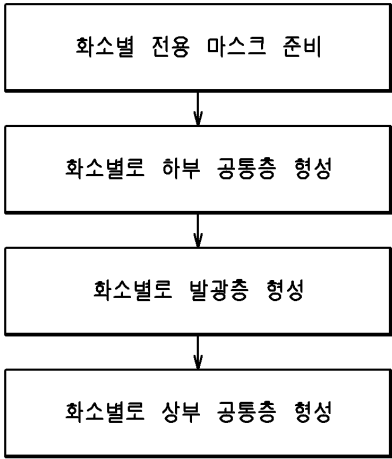 화소별 전용 마스크 준비
화소별로 하부 공통층 형성
화소별로 발광층 형성
화소별로 상부 공통층 형성